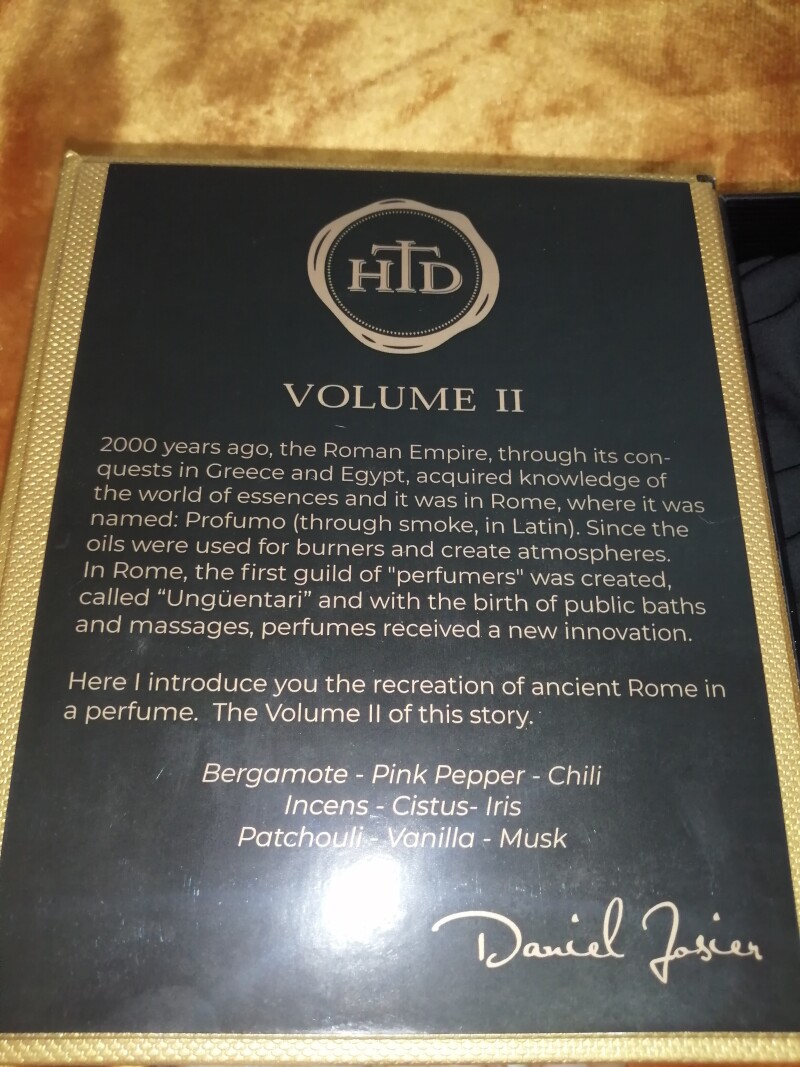 HTD
VOLUME II
2000 years ago, the Roman Empire, through its con-
quests in Greece and Egypt, acquired knowledge of
the world of essences and it was in Rome, where it was
named: Profumo (through smoke, in Latin). Since the
oils were used for burners and create atmospheres.
In Rome, the first guild of "perfumers" was created,
called “Ungüentari” and with the birth of public baths
and massages, perfumes received a new innovation.
Here I introduce you the recreation of ancient Rome in
a perfume. The Volume II of this story.
Bergamote - Pink Pepper - Chili
Incens - Cistus- Iris
Patchouli - Vanilla - Musk
Daniel Josier